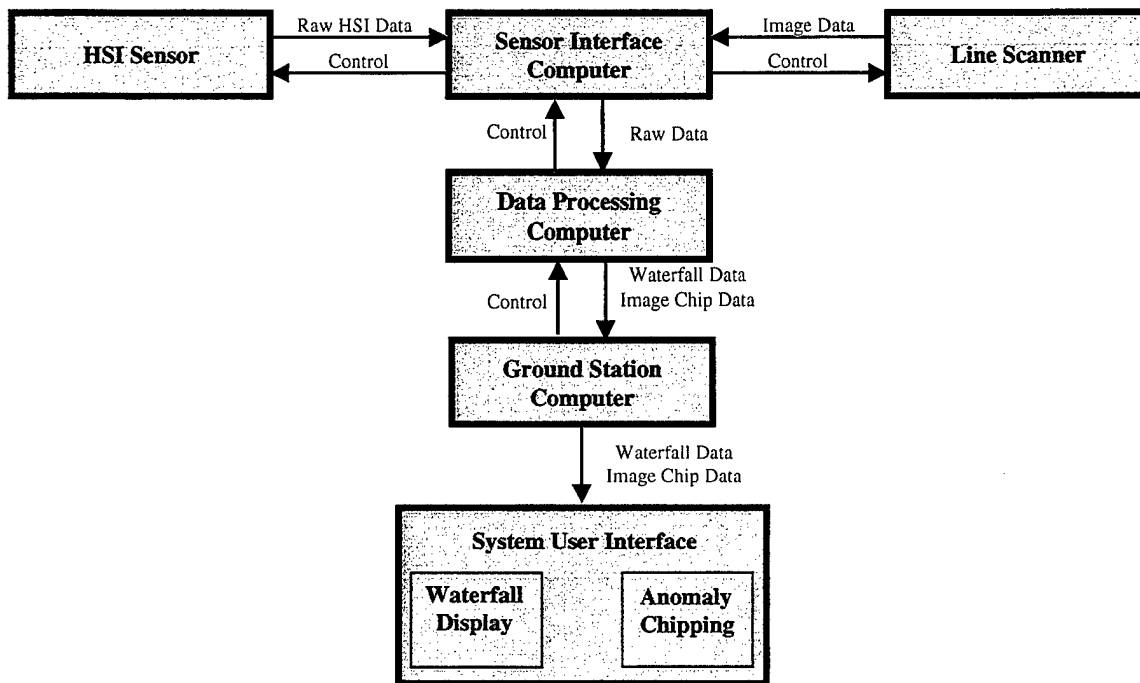 Raw HSI Data
Image Data
HSI Sensor
Sensor Interface
Computer
Line Scanner
Control
Control
Control
Raw Data
Data Processing
Computer
Control
Waterfall Data
Image Chip Data
Ground Station
Computer
Waterfall Data
Image Chip Data
System User Interface
Waterfall
Display
Anomaly
Chipping